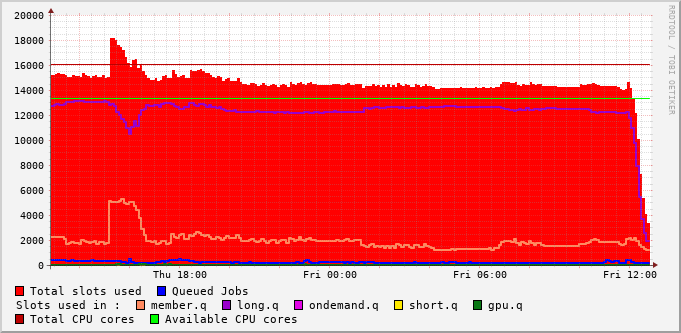 20000
18000
16000
14000
12000
10000
8000
6000
4000
2000
0
Thu 18:00 Fri 00:00 Fri 06:00 Fri 12:00
RRDTOOL / TOBI OETIKER
Total slots used Queued Jobs
Slots used in : member.q long.q ondemand.q short.q gpu.q
Total CPU cores Available CPU cores